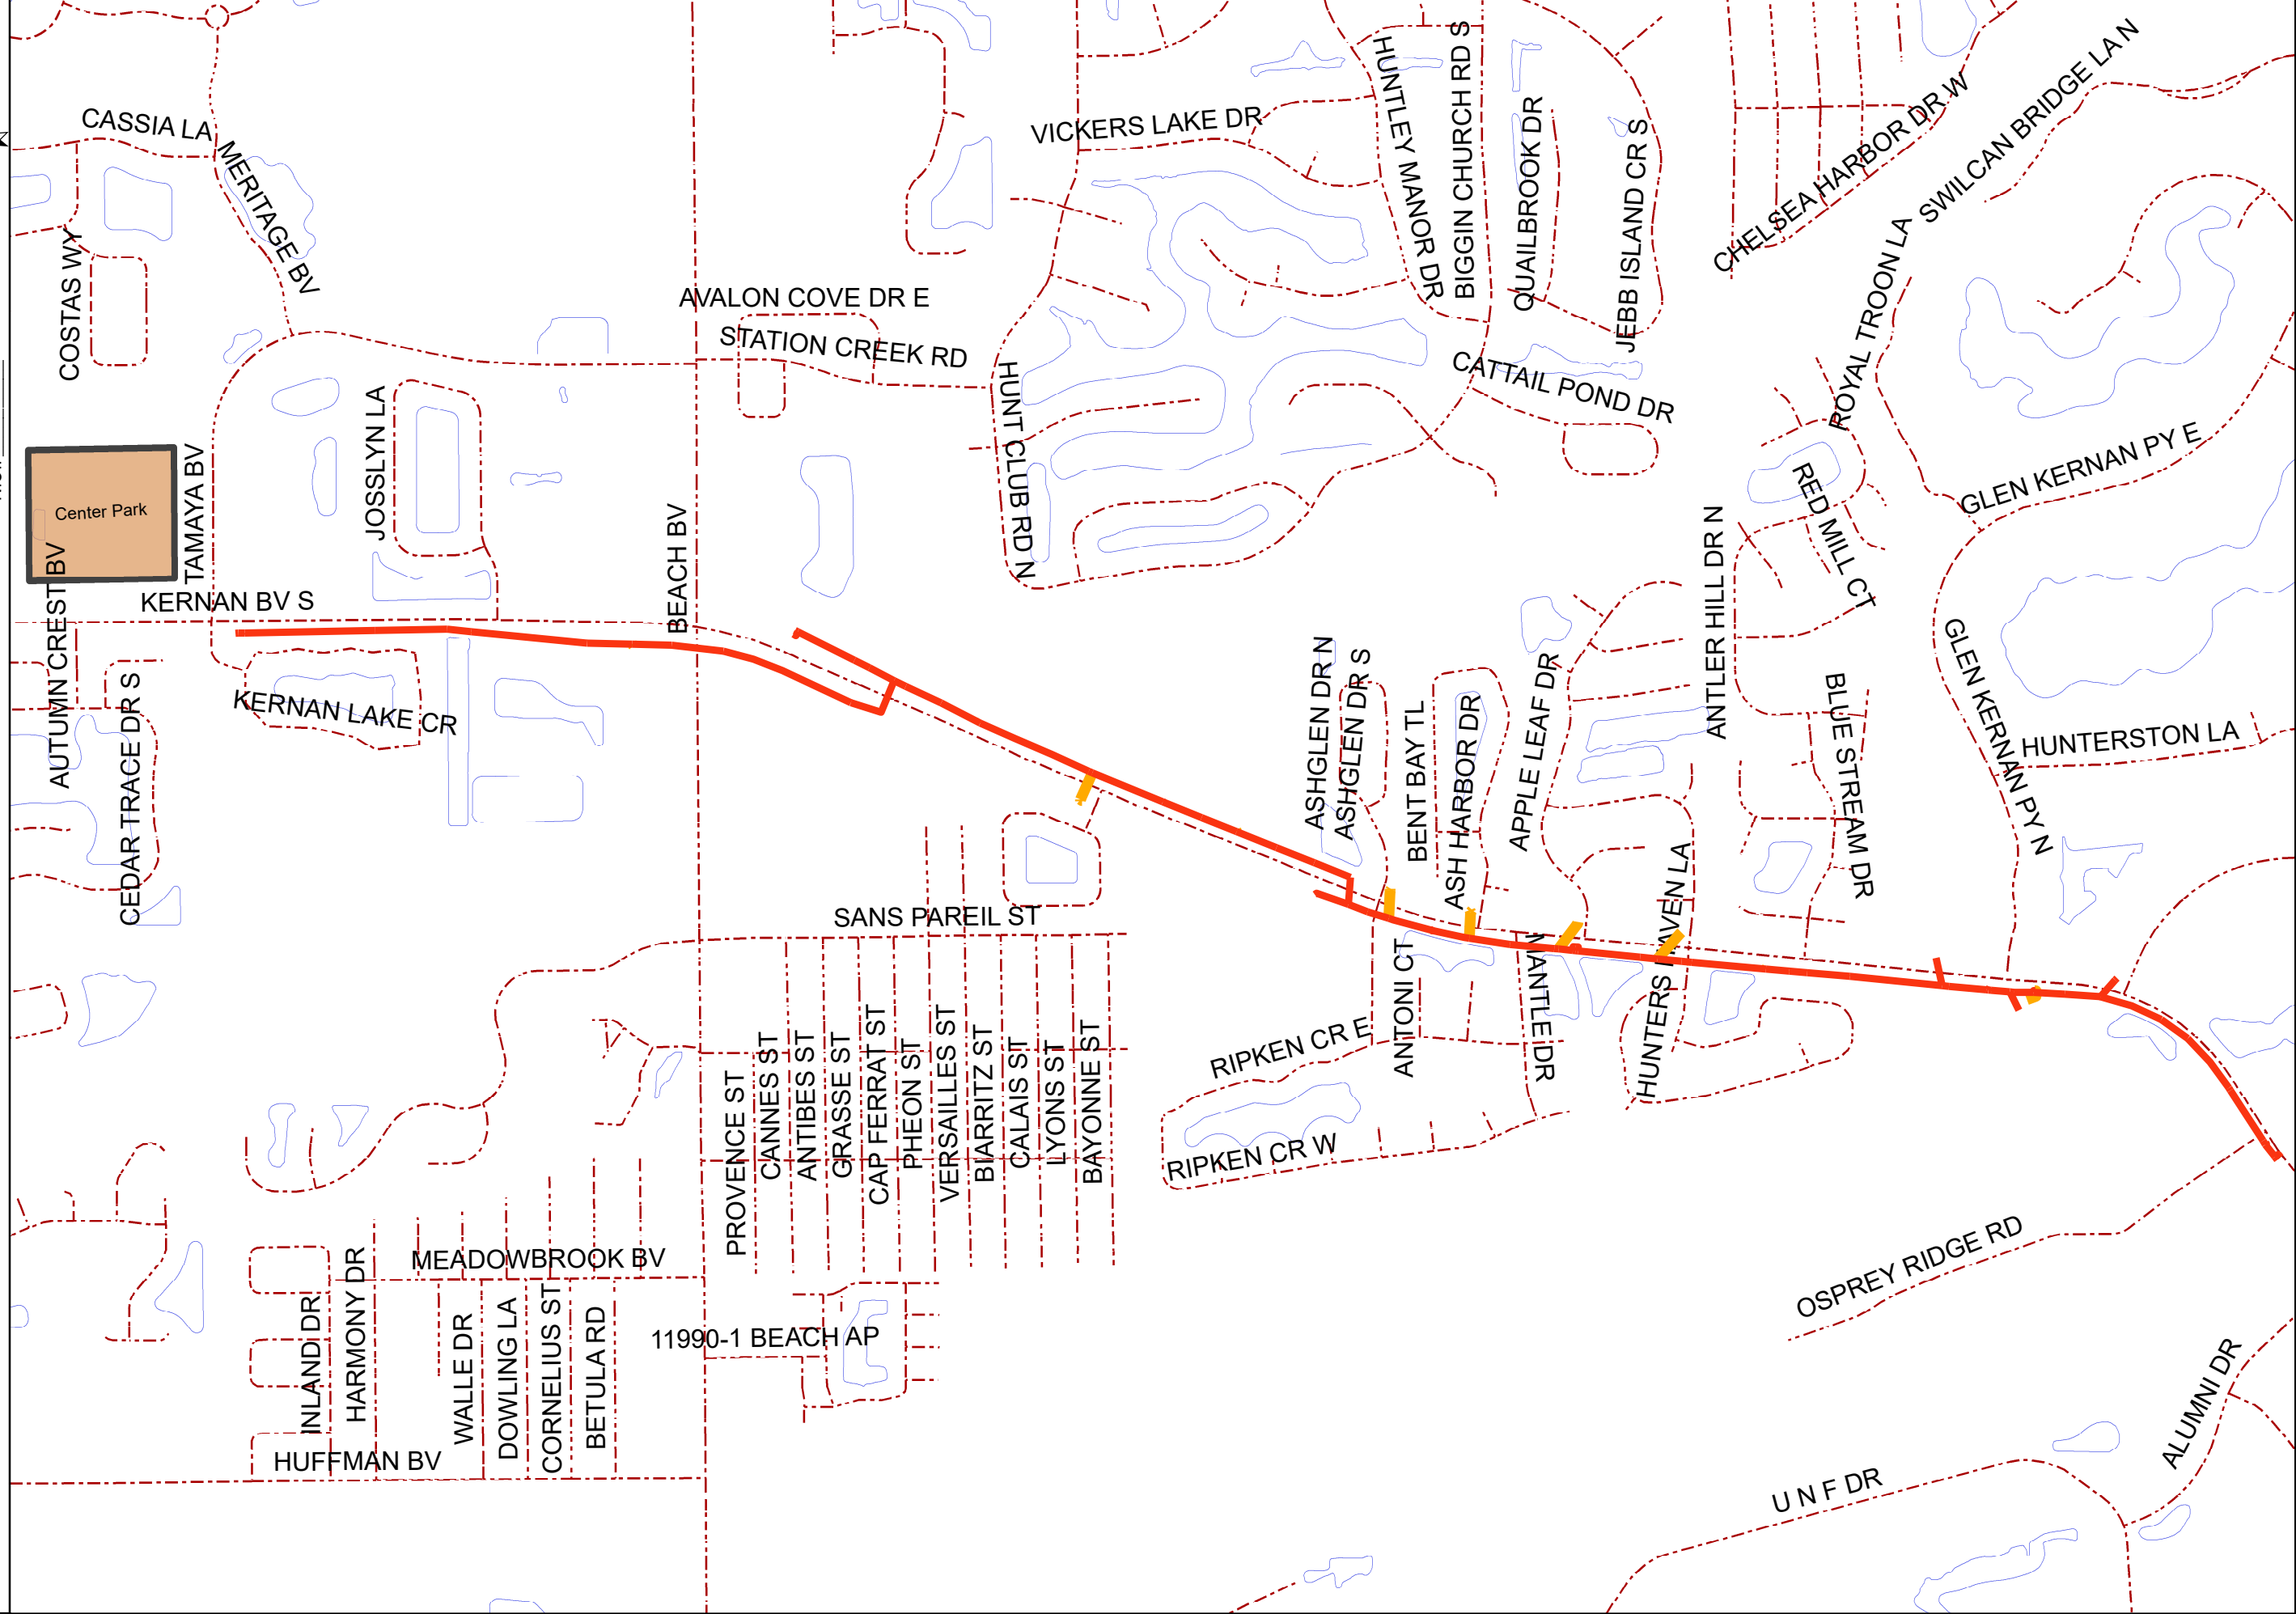 CASSIA LA
MERITAGE BV
COSTAS WY
VICKERS LAKE DR
HUNTLEY MANOR DR
BIGGIN CHURCH RD S
QUAILBROOK DR
JEBB ISLAND CR S
CHELSEA HARBOR DR W
SWILCAN BRIDGE LA N
ROYAL TROON LA
AVALON COVE DR E
STATION CREEK RD
HUNT CLUB RD N
CATTAIL POND DR
JOSSLYN LA
TAMAYA BV
Center Park
BEACH BV
RED MILL CT
GLEN KERNAN PY E
ANTLER HILL DR N
KERNAN BV S
AUTUMN CREST BV
CEDAR TRACE DR S
KERNAN LAKE CR
ASHGLEN DR N
ASHGLEN DR S
BENT BAY TL
ASH HARBOR DR
APPLE LEAF DR
BLUE STREAM DR
GLEN KERNAN PY N
HUNTERSTON LA
HUNTERS HAVEN LA
SANS PAREIL ST
ANTONI CT
MANTLE DR
RIPKEN CR E
RIPKEN CR W
PROVENCE ST
CANNES ST
ANTIBES ST
GRASSE ST
CAP FERRAT ST
PHEON ST
VERSAILLES ST
BIARRITZ ST
CALAIS ST
LYONS ST
BAYONNE ST
MEADOWBROOK BV
INLAND DR
HARMONY DR
WALLE DR
DOWLING LA
CORNELIUS ST
BETULA RD
11990-1 BEACH AP
HUFFMAN BV
OSPREY RIDGE RD
ALUMNI DR
U N F DR